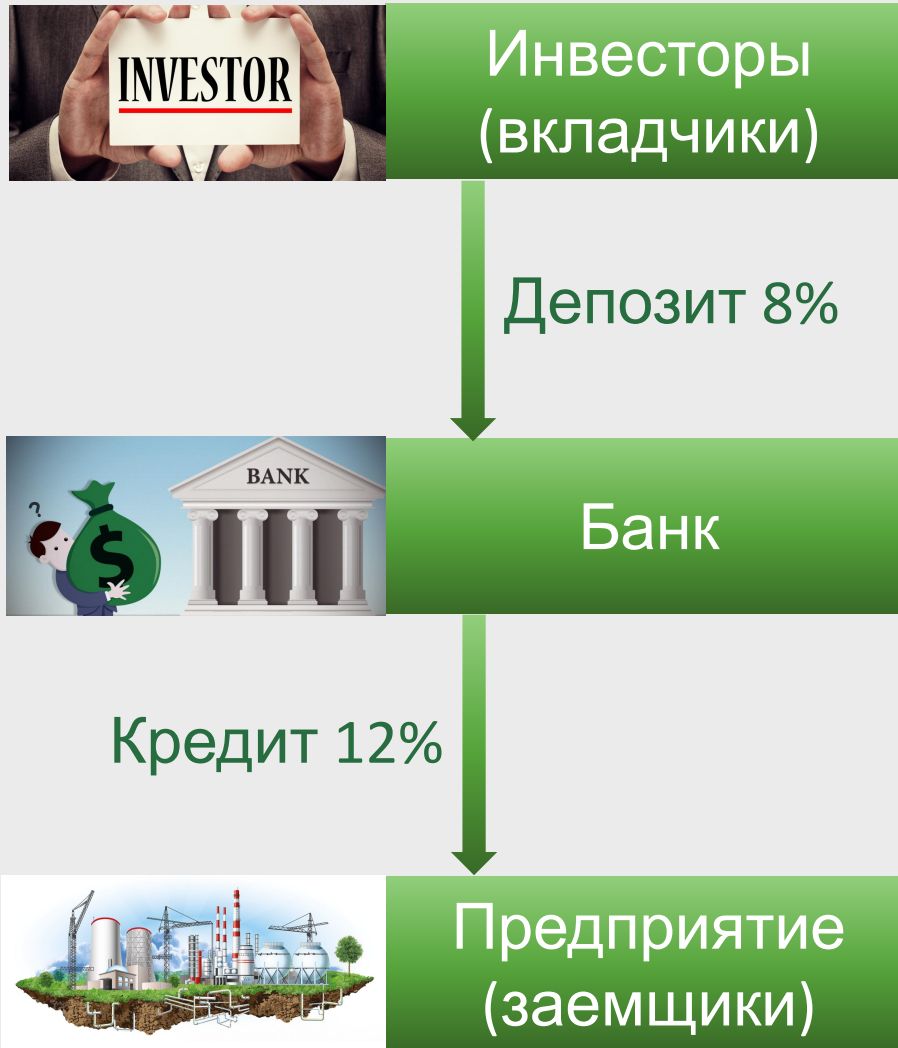 INVESTOR
Инвесторы
(вкладчики)
Депозит 8%
BANK
?
$
Банк
Кредит 12%
Предприятие
(заемщики)